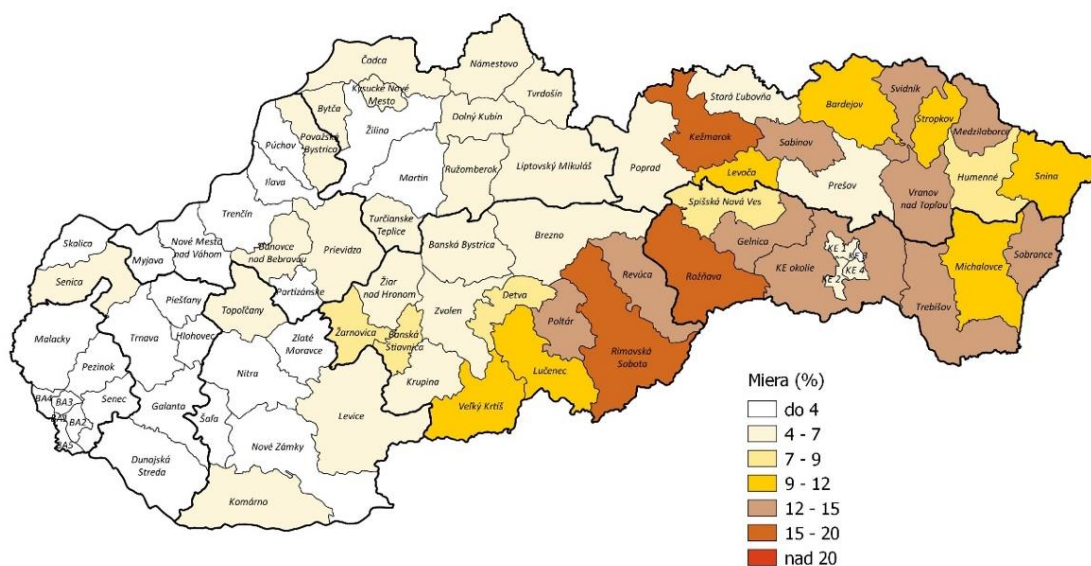 Čadca
Námestovo
Kysucké Nové
Mesto
Tvrdošín
Bytča
Dolný Kubín
Považská
Bystrica
Žilina
Púchov
Ružomberok
Liptovský Mikuláš
Martin
Ilava
Trenčín
Turčianske
Teplice
Stará Ľubovňa
Kežmarok
Bardejov
Svidník
Stropkov
Medzilaborce
Sabinov
Poprad
Levoča
Prešov
Humenné
Snina
Vranov
nad Topľou
Spišská Nová Ves
Skalica
Nové Mesto
nad Váhom
Bánovce
nad Bebravou
Prievidza
Banská Bystrica
Brezno
Gelnica
KE 1
KE 3
KE 4
KE 2
KE okolie
Michalovce
Sobrance
Myjava
Senica
Partizánske
Žiar
nad Hronom
Revúca
Rožňava
Trebišov
Piešťany
Topoľčany
Detva
Zvolen
Poltár
Malacky
Trnava
Hlohovec
Zlaté
Moravce
Žarnovica
Banská
Štiavnica
Rimavská
Sobota
Pezinok
Nitra
Krupina
Lučenec
BA4
BA3
Senec
BA2
BA5
Galanta
Šaľa
Levice
Veľký Krtíš
Nové Zámky
Dunajská
Streda
Komárno
Miera (%)
do 4
4 - 7
7 - 9
9 - 12
12 - 15
15 - 20
nad 20